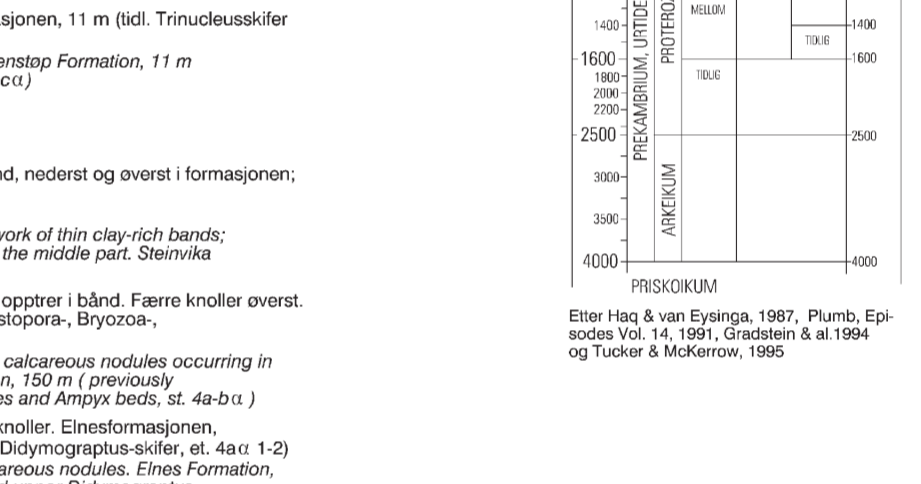 sjonen, 11 m (tidl. Trinucleusskifer
enstøp Formation, 11 m
cα)
nd, nederst og øverst i formasjonen;
work of thin clay-rich bands;
the middle part. Steinvika
opptrer i bånd. Færre knoller øverst.
stopora-, Bryozoa-,
calcareous nodules occurring in
n, 150 m ( previously
es and Ampyx beds, st. 4a-bα )
knoller. Elnesformasjonen,
Didymograptus-skifer, et. 4aα 1-2)
areous nodules. Elnes Formation,
1400
1600
1800
2000
2200
2500
3000
3500
4000
PREKAMBRIUM, URTIDE
PROTEROZ
ARKEIKUM
MELLOM
TIDLIG
TIDLIG
1400
1600
2500
4000
PRISKOIKUM
Etter Haq & van Eysinga, 1987, Plumb, Epi-
sodes Vol. 14, 1991, Gradstein & al.1994
og Tucker & McKerrow, 1995